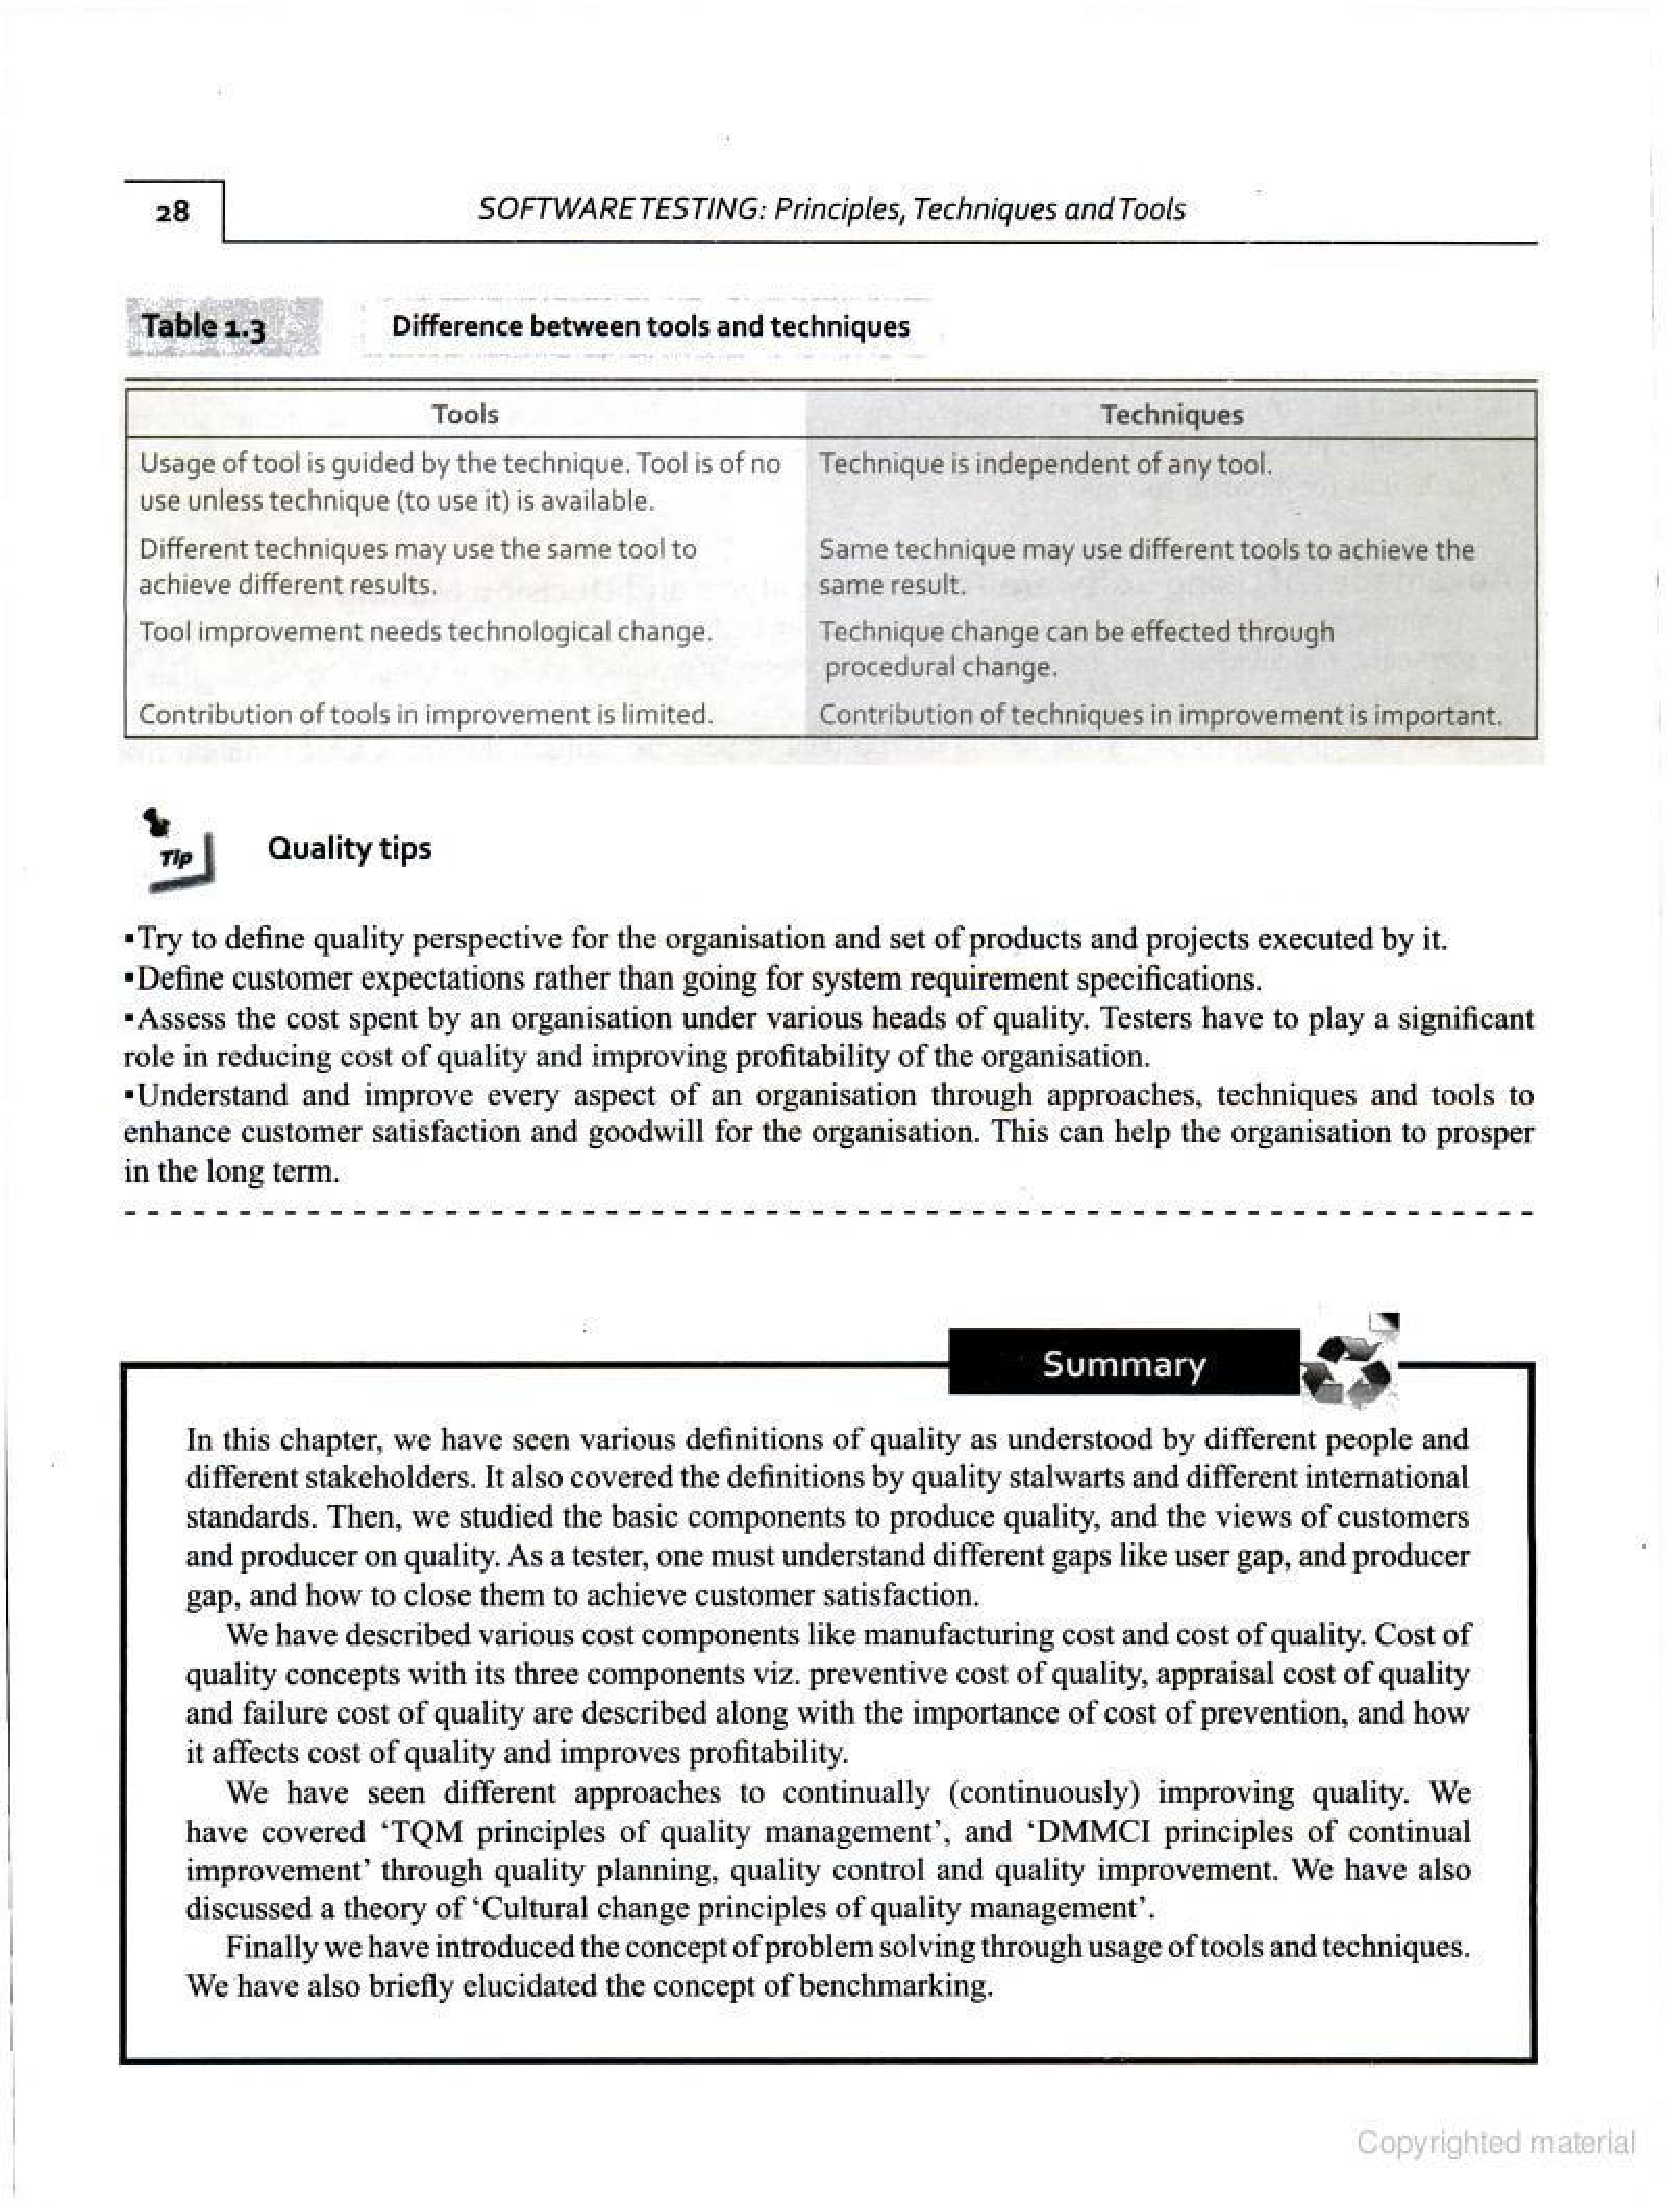 28
SOFTWARE TESTING: Principles, Techniques and Tools
Table 1.3
Difference between tools and techniques
Tools
Techniques
Usage of tool is guided by the technique. Tool is of no
use unless technique (to use it) is available.
Technique is independent of any tool.
Different techniques may use the same tool to
achieve different results.
Same technique may use different tools to achieve the
same result.
Tool improvement needs technological change.
Technique change can be effected through
procedural change.
Contribution of tools in improvement is limited.
Contribution of techniques in improvement is important.
Tip
Quality tips
▪Try to define quality perspective for the organisation and set of products and projects executed by it.
▪Define customer expectations rather than going for system requirement specifications.
▪Assess the cost spent by an organisation under various heads of quality. Testers have to play a significant
role in reducing cost of quality and improving profitability of the organisation.
▪Understand and improve every aspect of an organisation through approaches, techniques and tools to
enhance customer satisfaction and goodwill for the organisation. This can help the organisation to prosper
in the long term.
Summary
In this chapter, we have seen various definitions of quality as understood by different people and
different stakeholders. It also covered the definitions by quality stalwarts and different international
standards. Then, we studied the basic components to produce quality, and the views of customers
and producer on quality. As a tester, one must understand different gaps like user gap, and producer
gap, and how to close them to achieve customer satisfaction.
We have described various cost components like manufacturing cost and cost of quality. Cost of
quality concepts with its three components viz. preventive cost of quality, appraisal cost of quality
and failure cost of quality are described along with the importance of cost of prevention, and how
it affects cost of quality and improves profitability.
We have seen different approaches to continually (continuously) improving quality. We
have covered ‘TQM principles of quality management’, and ‘DMMCI principles of continual
improvement’ through quality planning, quality control and quality improvement. We have also
discussed a theory of ‘Cultural change principles of quality management’.
Finally we have introduced the concept of problem solving through usage of tools and techniques.
We have also briefly elucidated the concept of benchmarking.
Copyrighted material